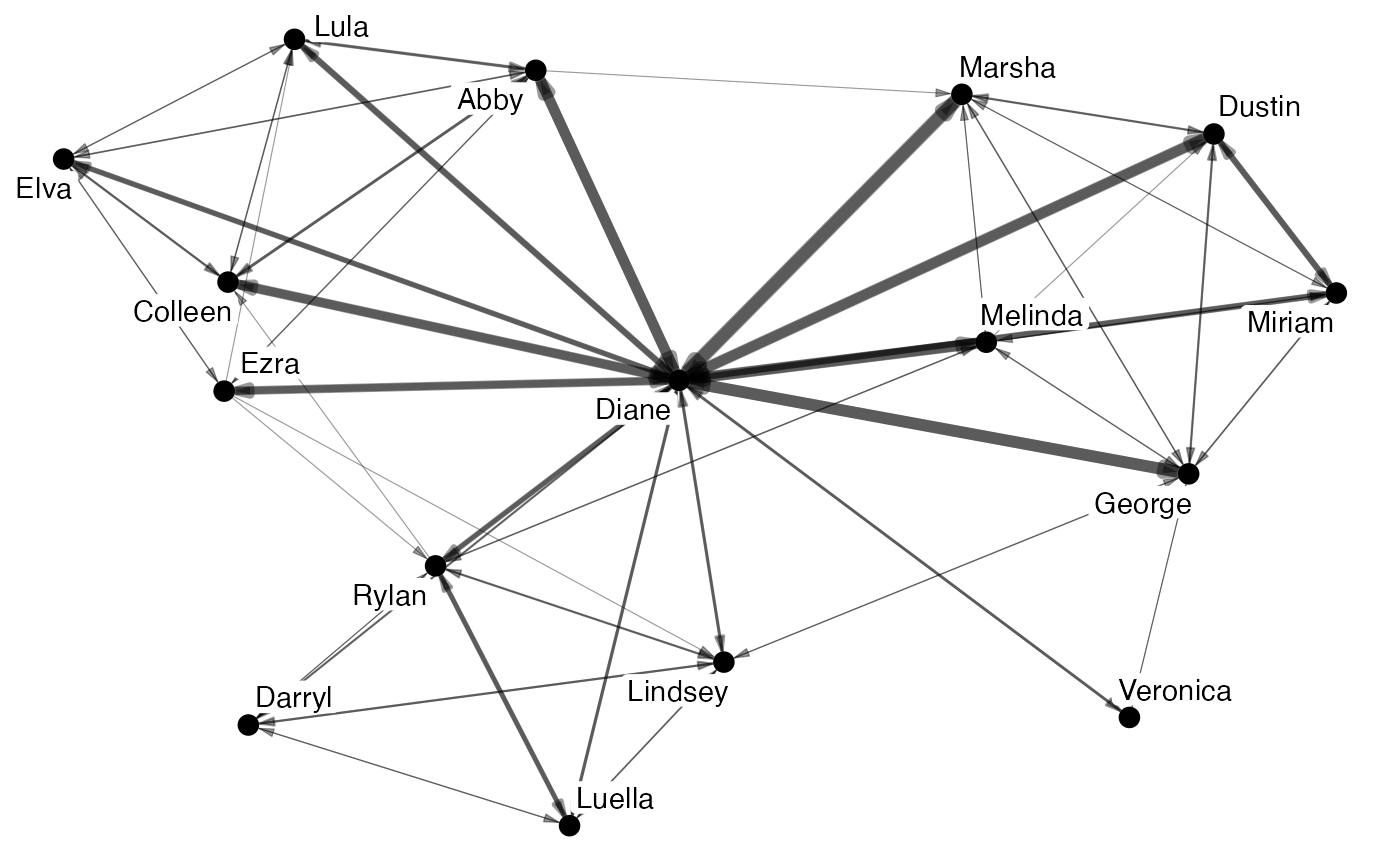 Lula
Marsha
Abby
Dustin
Elva
Colleen
Melinda
Miriam
Ezra
Diane
George
Rylan
Lindsey
Veronica
Darryl
Luella